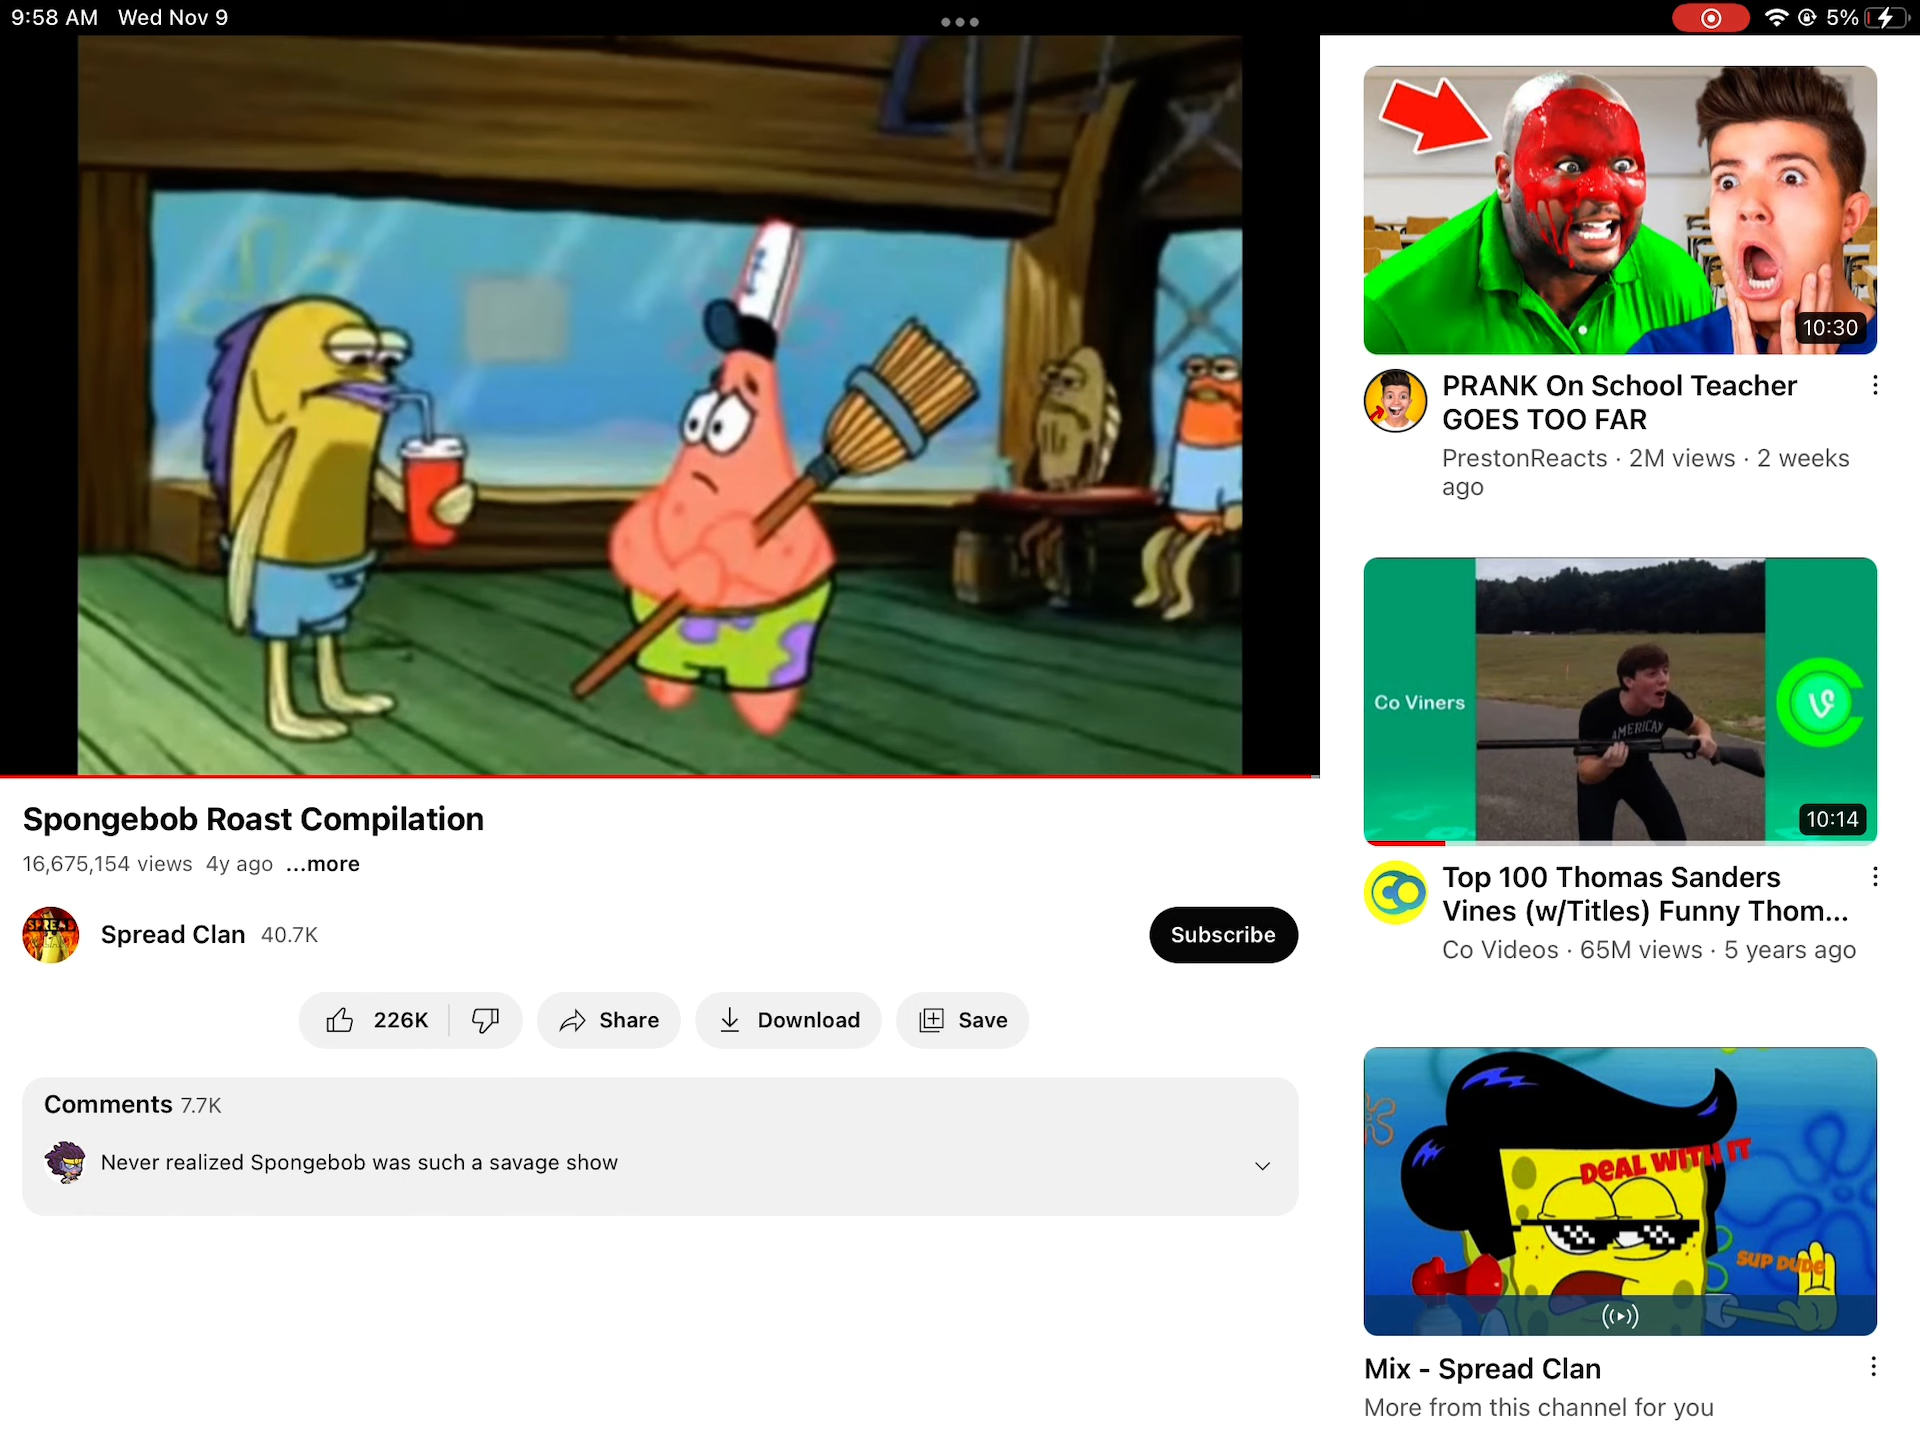 9:58 AM Wed Nov 9
5%
10:30
PRANK On School Teacher
GOES TOO FAR
PrestonReacts · 2M views · 2 weeks
ago
Co Viners
AMERICAN
10:14
Top 100 Thomas Sanders
Vines (w/Titles) Funny Thom...
Co Videos · 65M views · 5 years ago
DEAL WITH IT
SUP DUDE
Mix - Spread Clan
More from this channel for you
Spongebob Roast Compilation
16,675,154 views 4y ago ...more
SPREAD
Spread Clan 40.7K
Subscribe
226K
Share
Download
Save
Comments 7.7K
Never realized Spongebob was such a savage show